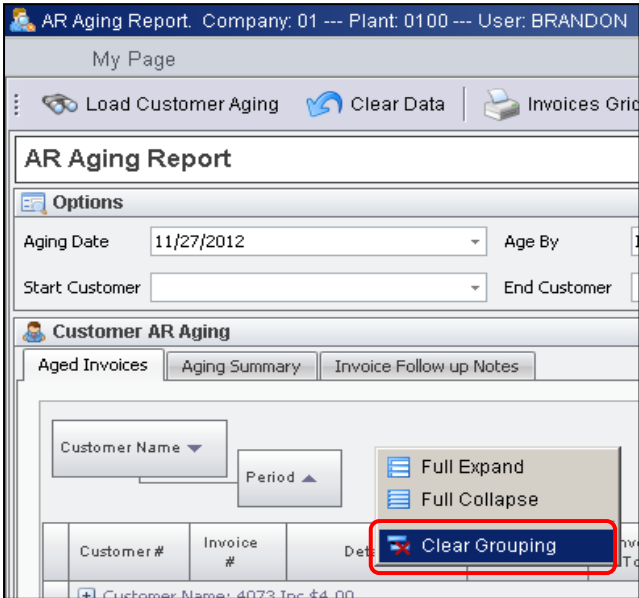 AR Aging Report. Company: 01 --- Plant: 0100 --- User: BRANDON
My Page
Load Customer Aging Clear Data Invoices Gri
AR Aging Report
Options
Aging Date 11/27/2012 Age By
Start Customer End Customer
Customer AR Aging
Aged Invoices Aging Summary Invoice Follow up Notes
Customer Name
Period
Full Expand
Full Collapse
Clear Grouping
Customer #
Invoice
#
Det
Customer Name: 4073 Inc $4.00